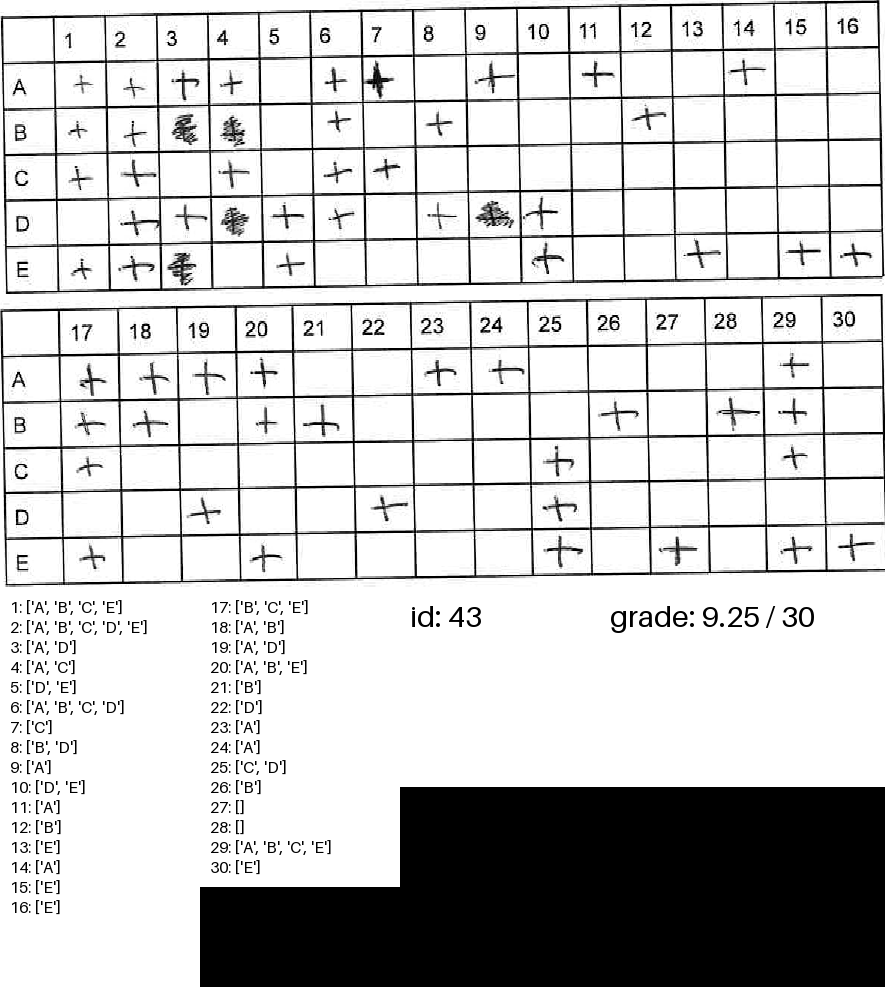 1 2 3 4 5 6 7 8 9 10 11 12 13 14 15 16
A + + + + + + + + +
B + + + + +
C + + + + +
D + + + + + +
E + + + + + + +
17 18 19 20 21 22 23 24 25 26 27 28 29 30
A + + + + + + +
B + + + + + + +
C + + +
D + + +
E + + + + + +
1: ['A', 'B', 'C', 'E']
2: ['A', 'B', 'C', 'D', 'E']
3: ['A', 'D']
4: ['A', 'C']
5: ['D', 'E']
6: ['A', 'B', 'C', 'D']
7: ['C']
8: ['B', 'D']
9: ['A']
10: ['D', 'E']
11: ['A']
12: ['B']
13: ['E']
14: ['A']
15: ['E']
16: ['E']
17: ['B', 'C', 'E']
18: ['A', 'B']
19: ['A', 'D']
20: ['A', 'B', 'E']
21: ['B']
22: ['D']
23: ['A']
24: ['A']
25: ['C', 'D']
26: ['B']
27: []
28: []
29: ['A', 'B', 'C', 'E']
30: ['E']
id: 43
grade: 9.25 / 30